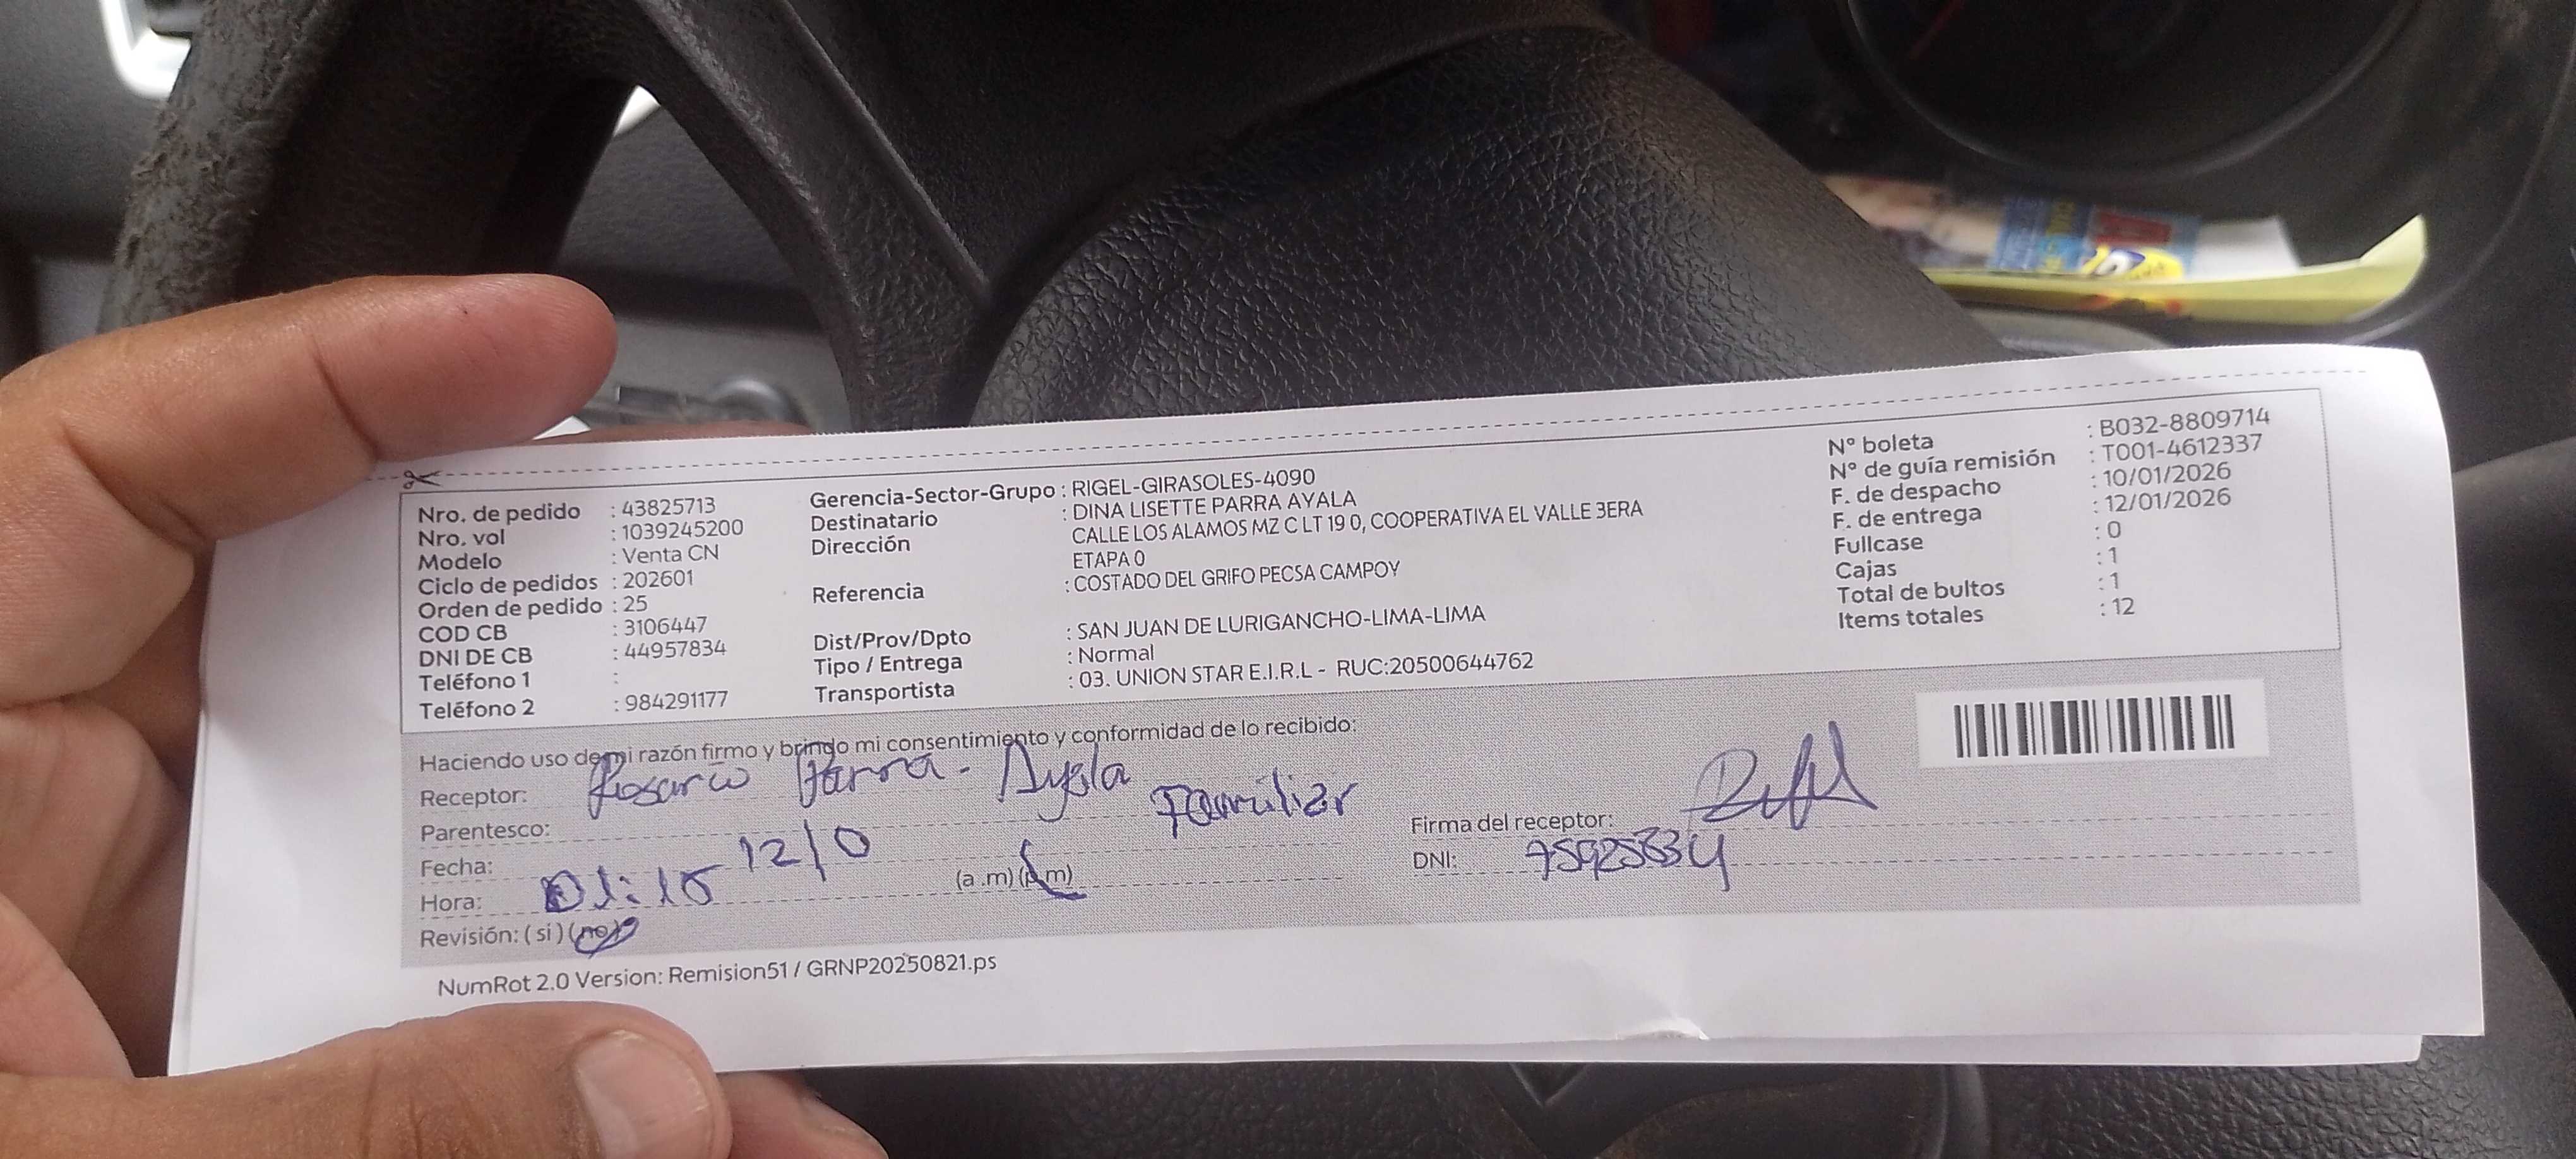 Nro. de pedido : 43825713
Nro. vol : 1039245200
Modelo : Venta CN
Ciclo de pedidos : 202601
Orden de pedido : 25
COD CB : 3106447
DNI DE CB : 44957834
Teléfono 1 :
Teléfono 2 : 984291177
Gerencia-Sector-Grupo : RIGEL-GIRASOLES-4090
Destinatario : DINA LISETTE PARRA AYALA
Dirección CALLE LOS ALAMOS MZ C LT 19 0, COOPERATIVA EL VALLE 3ERA
ETAPA 0
Referencia : COSTADO DEL GRIFO PECSA CAMPOY
Dist/Prov/Dpto : SAN JUAN DE LURIGANCHO-LIMA-LIMA
Tipo / Entrega : Normal
Transportista : 03. UNION STAR E.I.R.L - RUC:20500644762
N° boleta : B032-8809714
N° de guía remisión : T001-4612337
F. de despacho : 10/01/2026
F. de entrega : 12/01/2026
Fullcase : 0
Cajas : 1
Total de bultos : 1
Items totales : 12
Haciendo uso de mi razón firmo y brindo mi consentimiento y conformidad de lo recibido:
Receptor: Rosario Parra - Ayala
Parentesco: Familiar
Fecha: 12/0
Hora: 01:15 (a .m) (p.m)
Revisión: ( si ) ( no )
Firma del receptor:
DNI:
NumRot 2.0 Version: Remision51 / GRNP20250821.ps